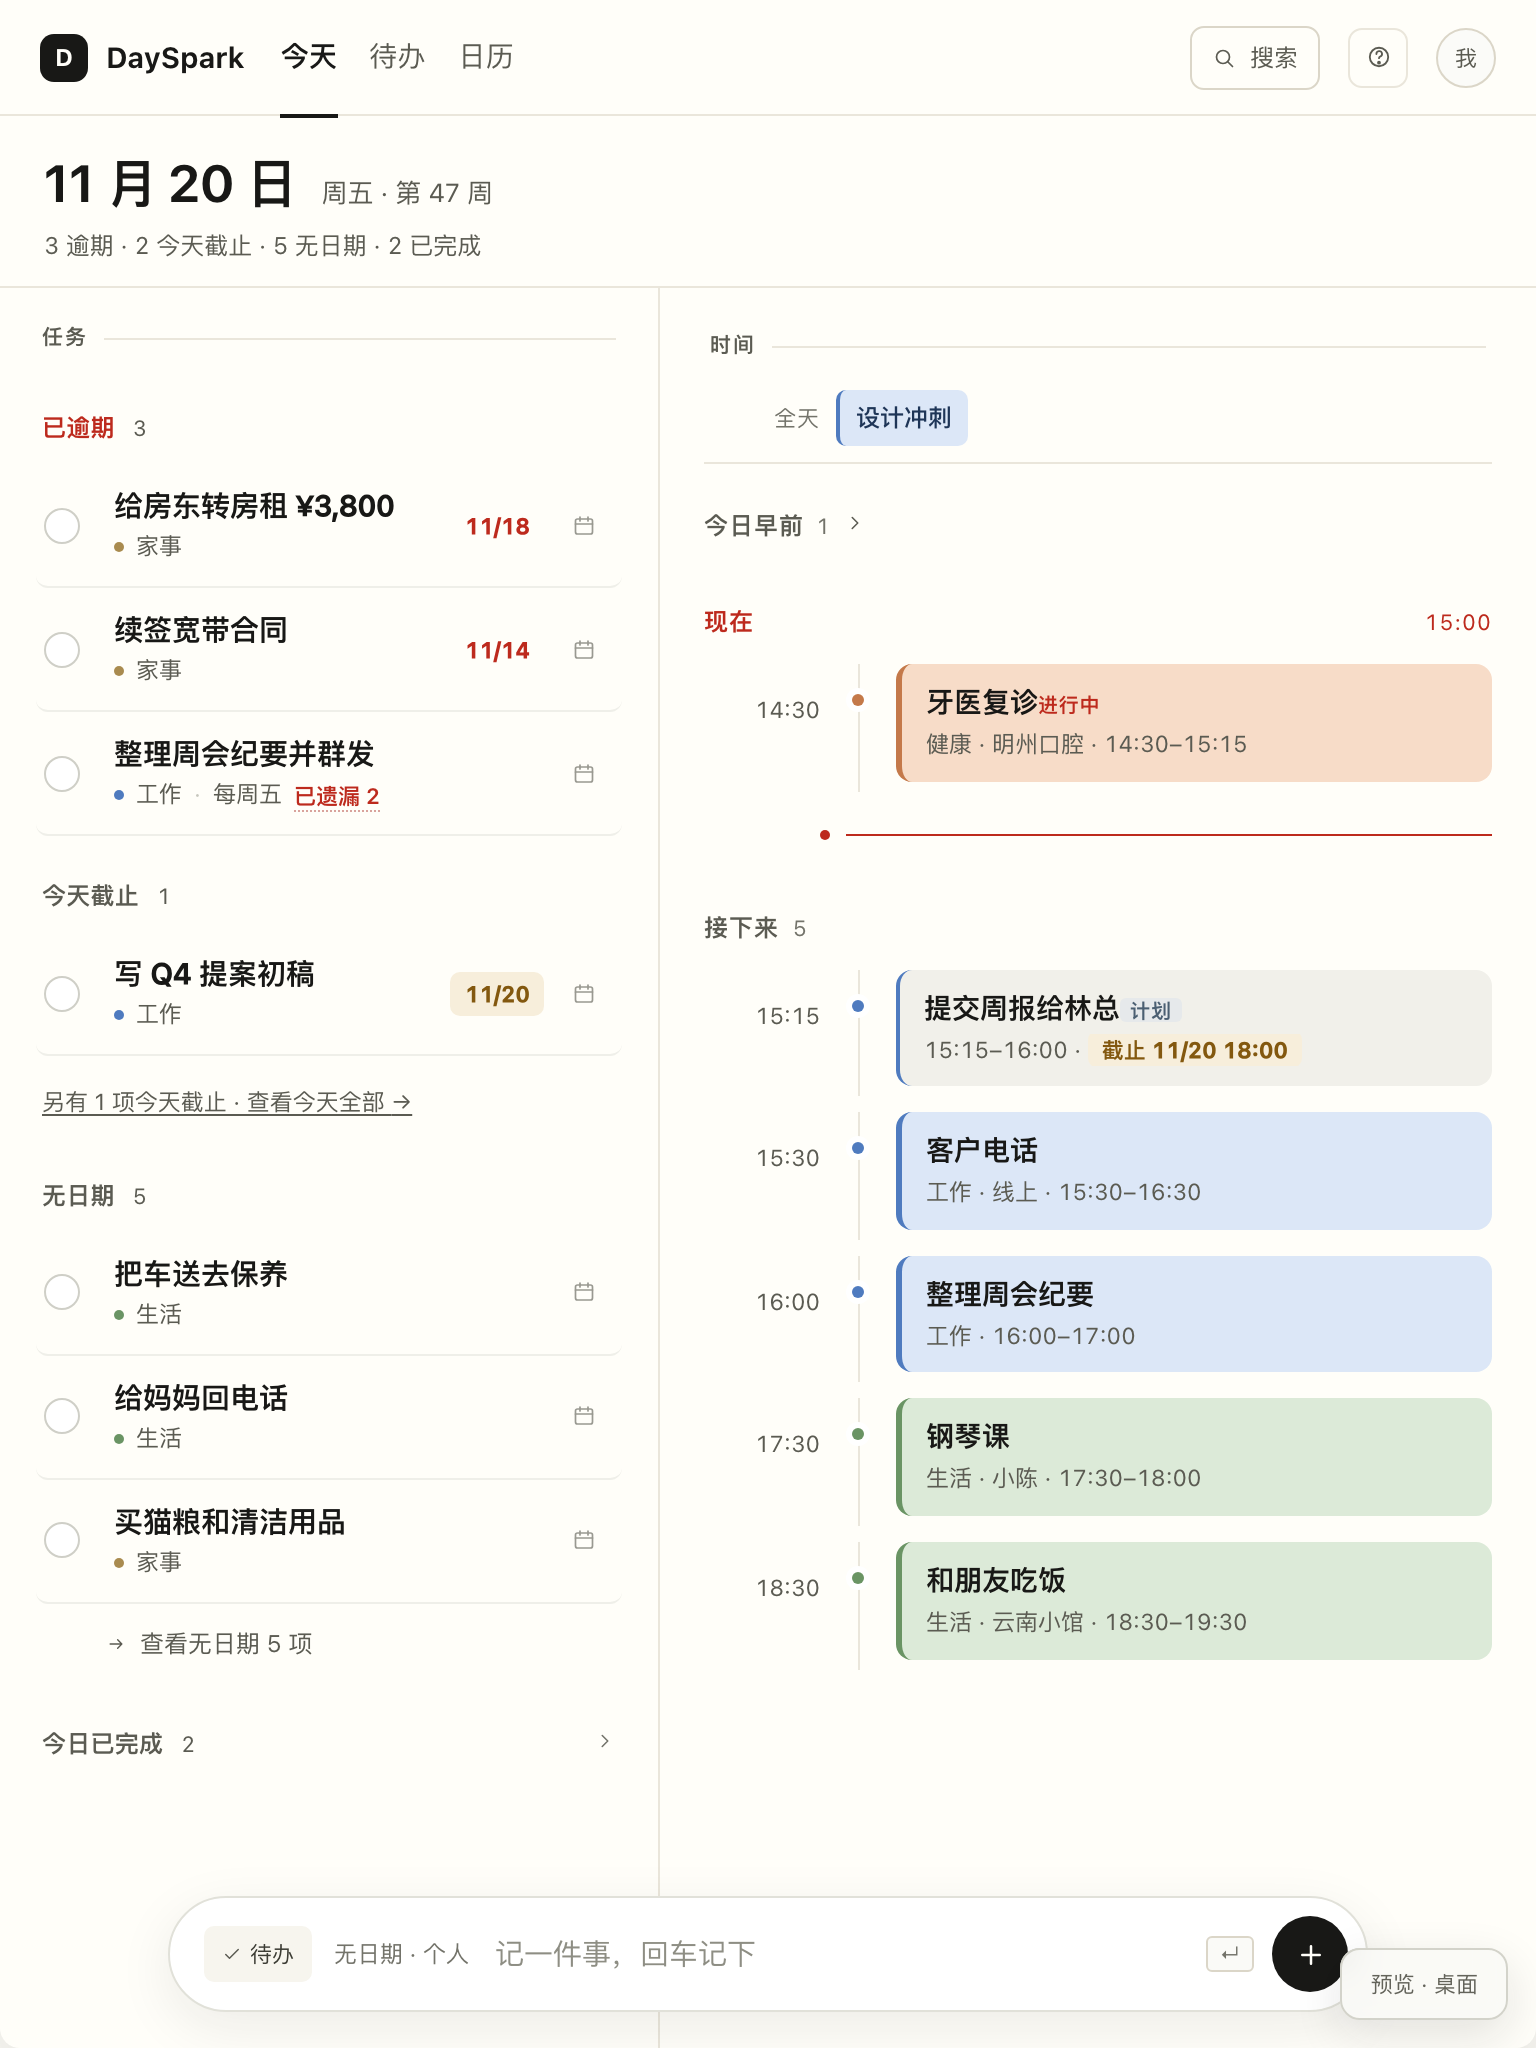 D DaySpark 今天 待办 日历 搜索 我
11 月 20 日 周五 · 第 47 周
3 逾期 · 2 今天截止 · 5 无日期 · 2 已完成
任务
已逾期 3
给房东转房租 ¥3,800
家事
11/18
续签宽带合同
家事
11/14
整理周会纪要并群发
工作 · 每周五 已遗漏 2
今天截止 1
写 Q4 提案初稿
工作
11/20
另有 1 项今天截止 · 查看今天全部 →
无日期 5
把车送去保养
生活
给妈妈回电话
生活
买猫粮和清洁用品
家事
→ 查看无日期 5 项
今日已完成 2
时间
全天 设计冲刺
今日早前 1
现在 15:00
14:30
牙医复诊进行中
健康 · 明州口腔 · 14:30–15:15
接下来 5
15:15
提交周报给林总 计划
15:15–16:00 · 截止 11/20 18:00
15:30
客户电话
工作 · 线上 · 15:30–16:30
16:00
整理周会纪要
工作 · 16:00–17:00
17:30
钢琴课
生活 · 小陈 · 17:30–18:00
18:30
和朋友吃饭
生活 · 云南小馆 · 18:30–19:30
待办 无日期 · 个人 记一件事，回车记下
预览 · 桌面